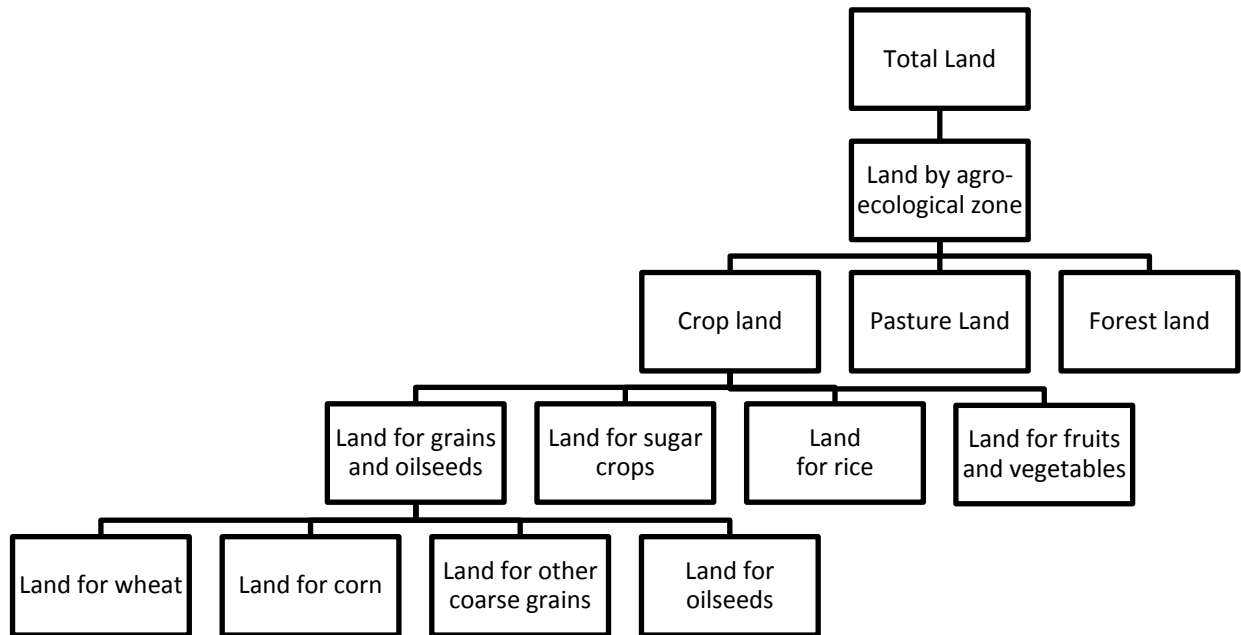 Total Land
Land by agro-
ecological zone
Crop land
Pasture Land
Forest land
Land for grains
and oilseeds
Land for sugar
crops
Land
for rice
Land for fruits
and vegetables
Land for wheat
Land for corn
Land for other
coarse grains
Land for
oilseeds